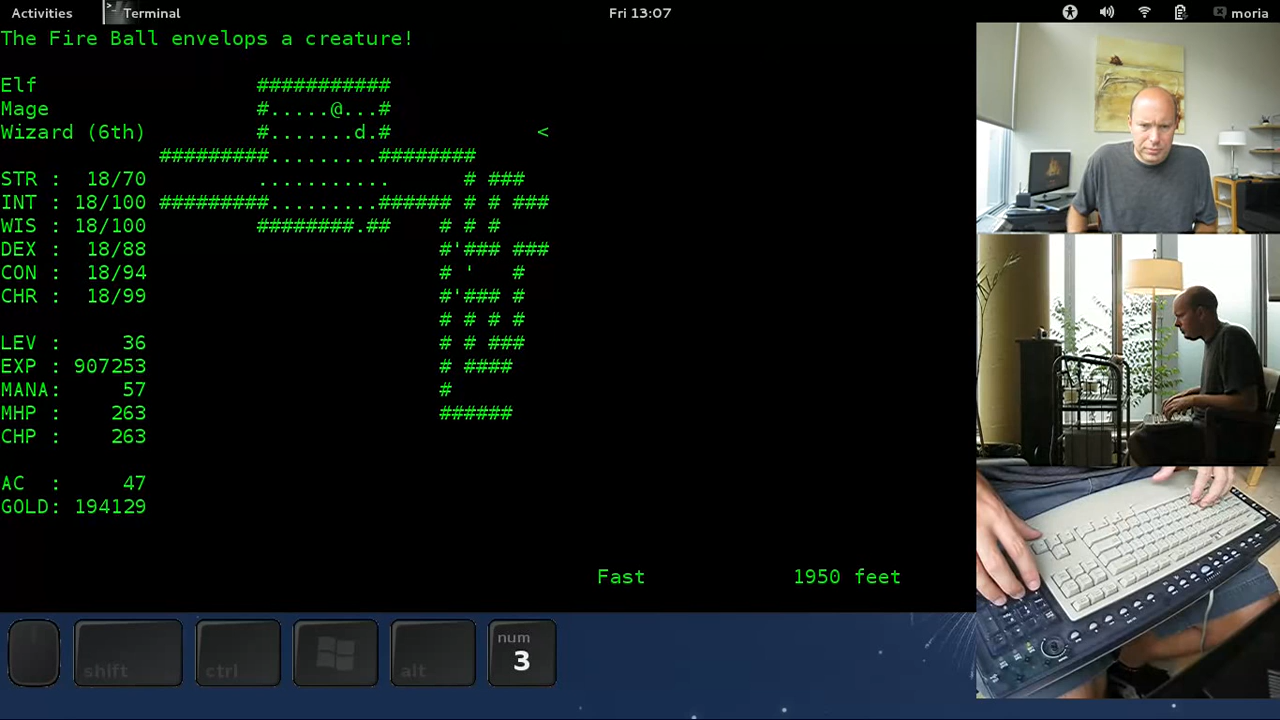 Activities Terminal Fri 13:07 moria
The Fire Ball envelops a creature!
Elf ###########
Mage #.....@...#
Wizard (6th) #.......d.# <
#########.........########
STR : 18/70 ........... # ###
INT : 18/100 #########.........###### # # ###
WIS : 18/100 ########.## # # #
DEX : 18/88 #'### ###
CON : 18/94 # ' #
CHR : 18/99 #'### #
# # # #
LEV : 36 # # ###
EXP : 907253 # ####
MANA: 57 #
MHP : 263 ######
CHP : 263
AC : 47
GOLD: 194129
Fast 1950 feet
shift ctrl alt num 3